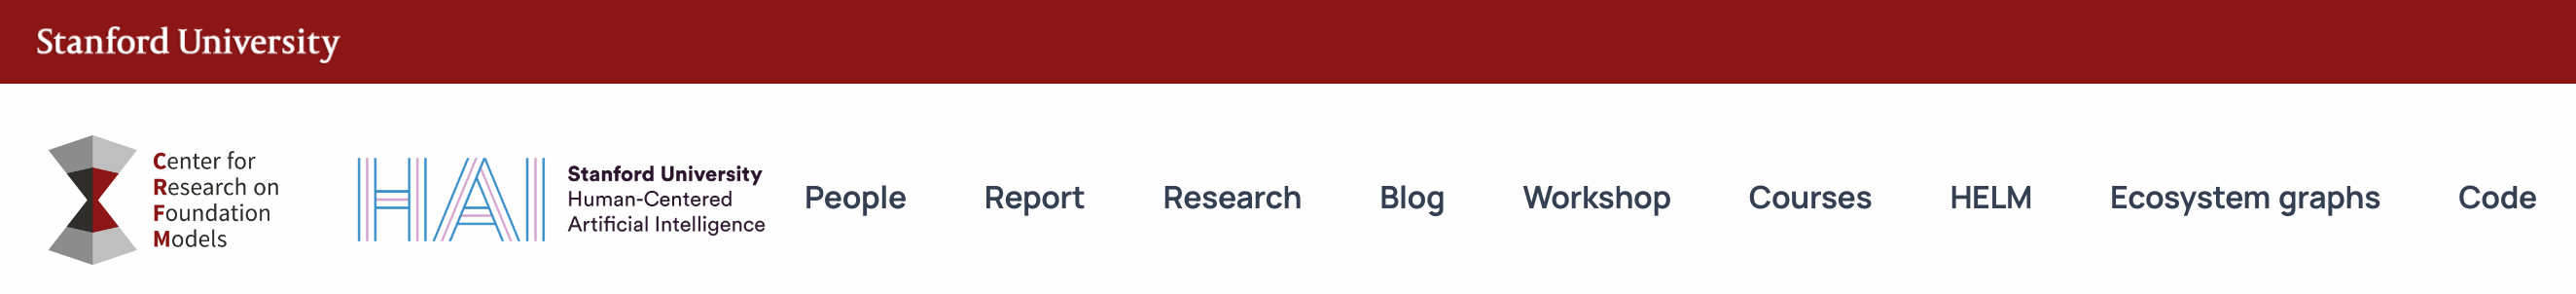 Stanford University
Center for
Research on
Foundation
Models
HAI
Stanford University
Human-Centered
Artificial Intelligence
People Report Research Blog Workshop Courses HELM Ecosystem graphs Code